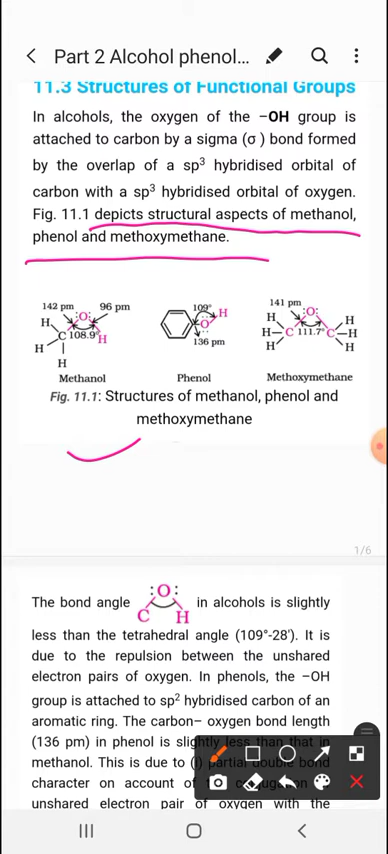 Part 2 Alcohol phenol...
11.3 Structures of Functional Groups
In alcohols, the oxygen of the –OH group is
attached to carbon by a sigma (σ ) bond formed
by the overlap of a sp³ hybridised orbital of
carbon with a sp³ hybridised orbital of oxygen.
Fig. 11.1 depicts structural aspects of methanol,
phenol and methoxymethane.
142 pm 96 pm 109° 141 pm
H :O: H H :O: H
C 108.9° H :O: H–C 111.7° C–H
H 136 pm H H
H
Methanol Phenol Methoxymethane
Fig. 11.1: Structures of methanol, phenol and
methoxymethane
1/6
The bond angle C :O: H in alcohols is slightly
less than the tetrahedral angle (109°-28'). It is
due to the repulsion between the unshared
electron pairs of oxygen. In phenols, the –OH
group is attached to sp² hybridised carbon of an
aromatic ring. The carbon– oxygen bond length
(136 pm) in phenol is slightly less than that in
methanol. This is due to (i) partial double bond
character on account of the conjugation of
unshared electron pair of oxygen with the